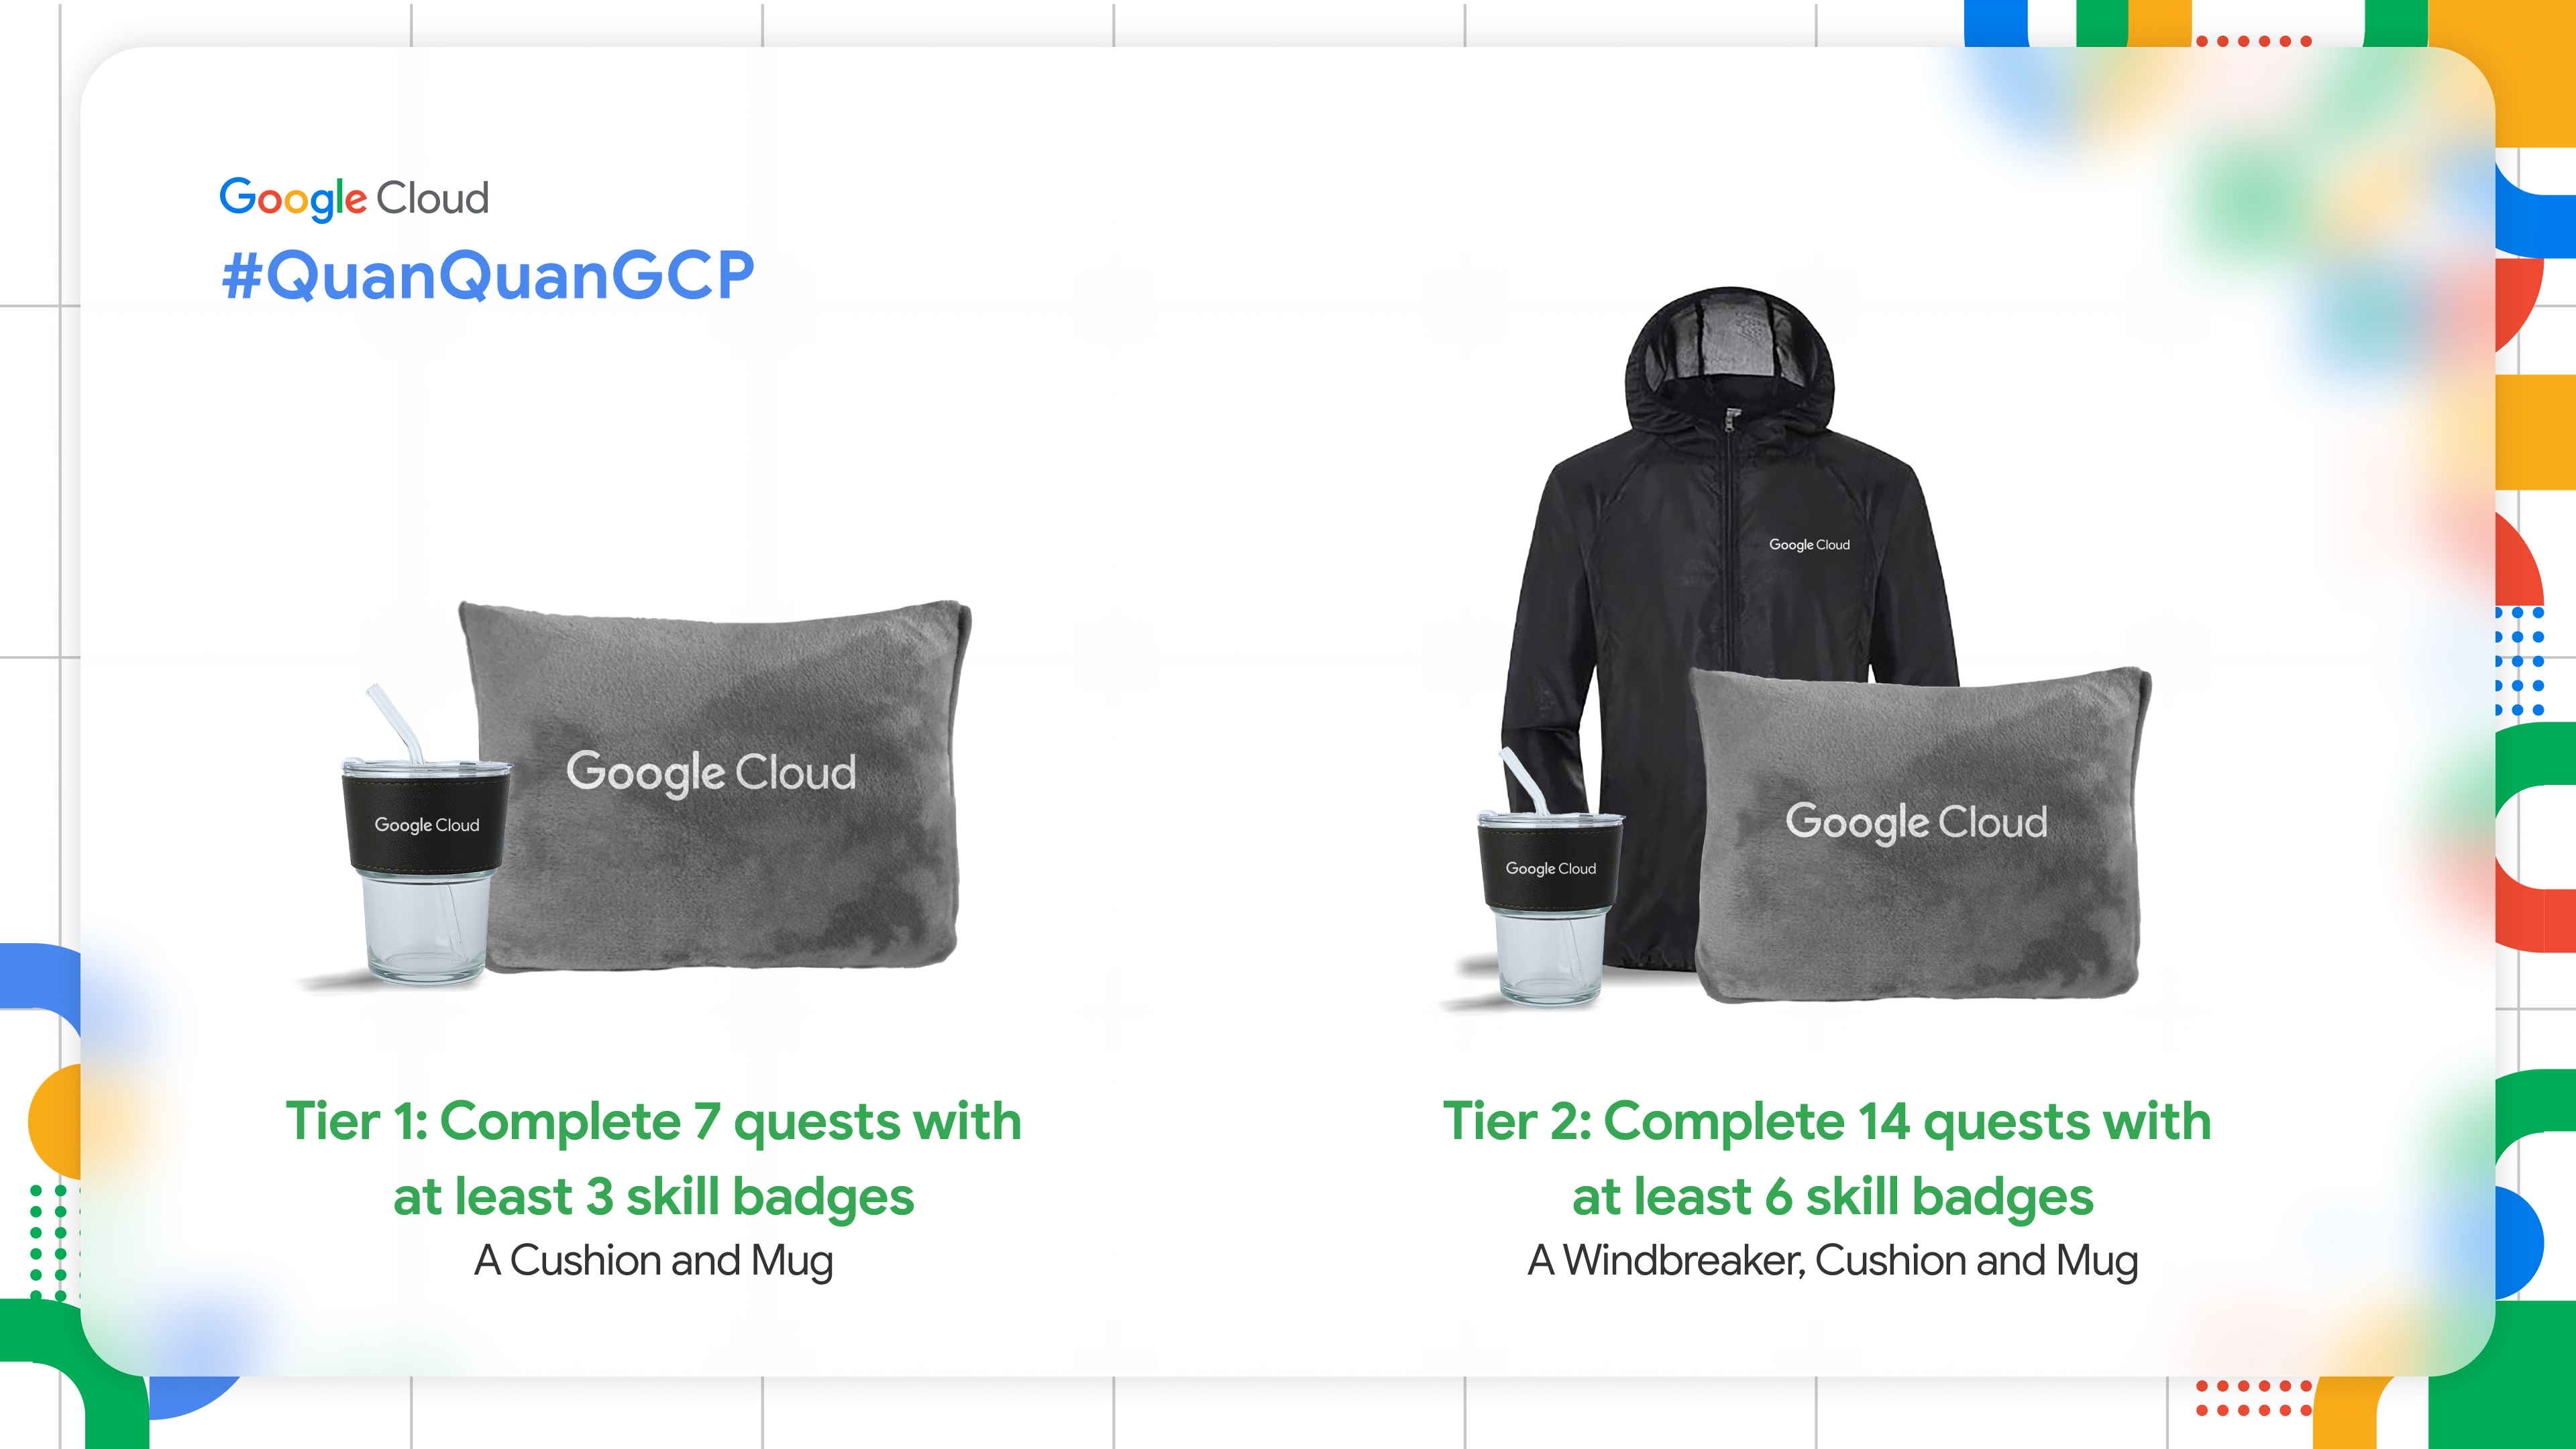 Google Cloud
#QuanQuanGCP
Google Cloud
Google Cloud
Google Cloud
Google Cloud
Google Cloud
Tier 1: Complete 7 quests with
at least 3 skill badges
A Cushion and Mug
Tier 2: Complete 14 quests with
at least 6 skill badges
A Windbreaker, Cushion and Mug